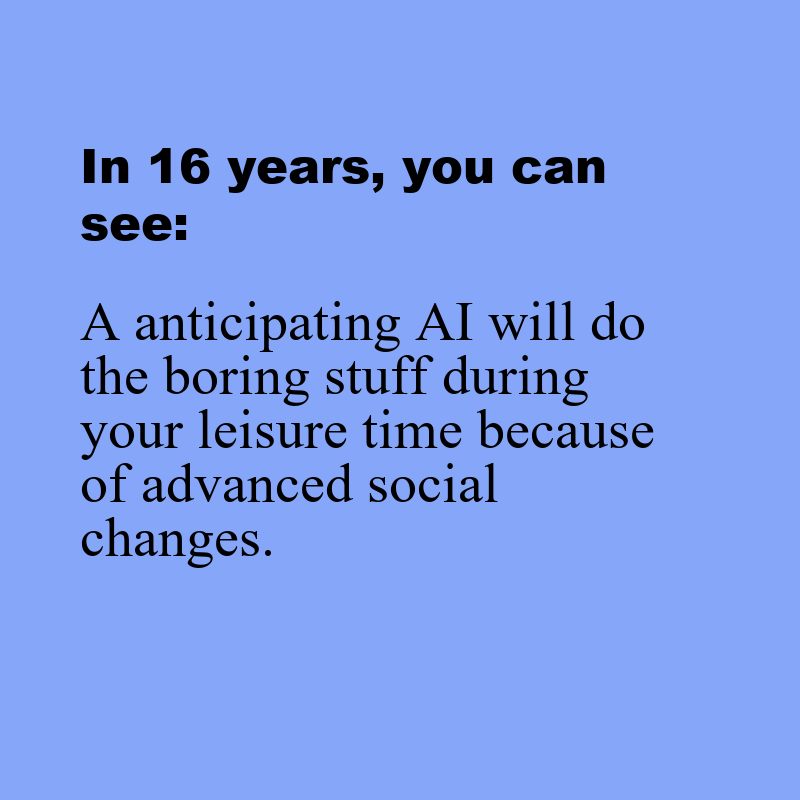 In 16 years, you can
see:
A anticipating AI will do
the boring stuff during
your leisure time because
of advanced social
changes.